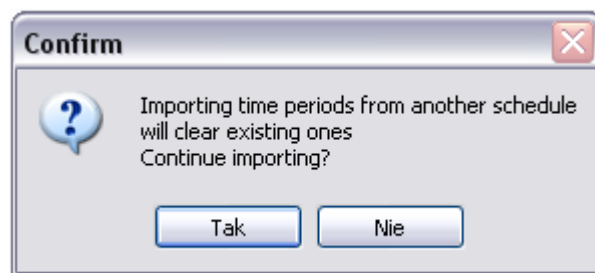 Confirm
Importing time periods from another schedule
will clear existing ones
Continue importing?
Tak
Nie